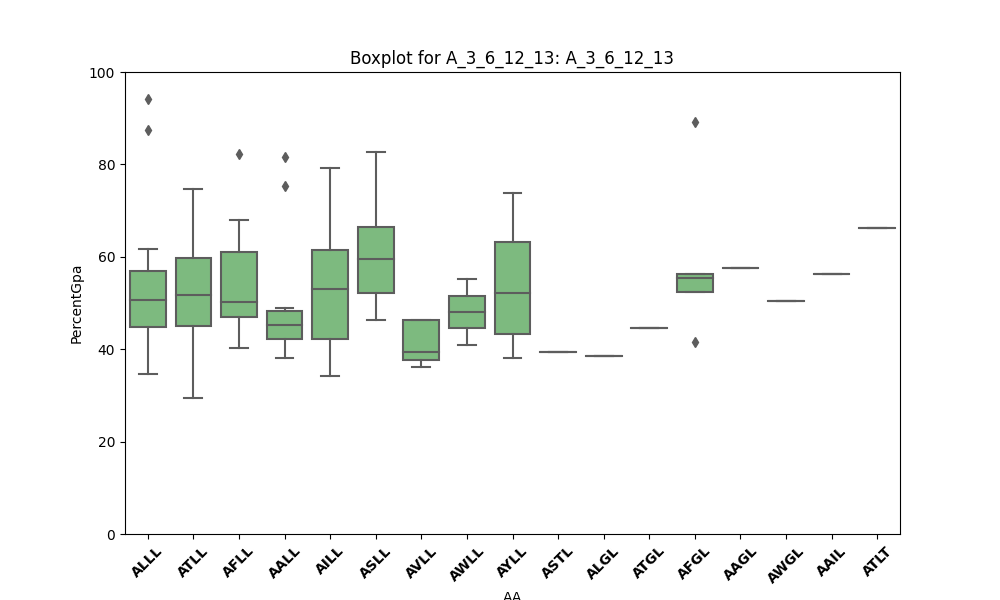 Boxplot for A_3_6_12_13: A_3_6_12_13
100
80
60
40
20
0
PercentGpa
ALLL ATLL AFLL AALL AILL ASLL AVLL AWLL AYLL ASTL ALGL ATGL AFGL AAGL AWGL AAIL ATLT
AA